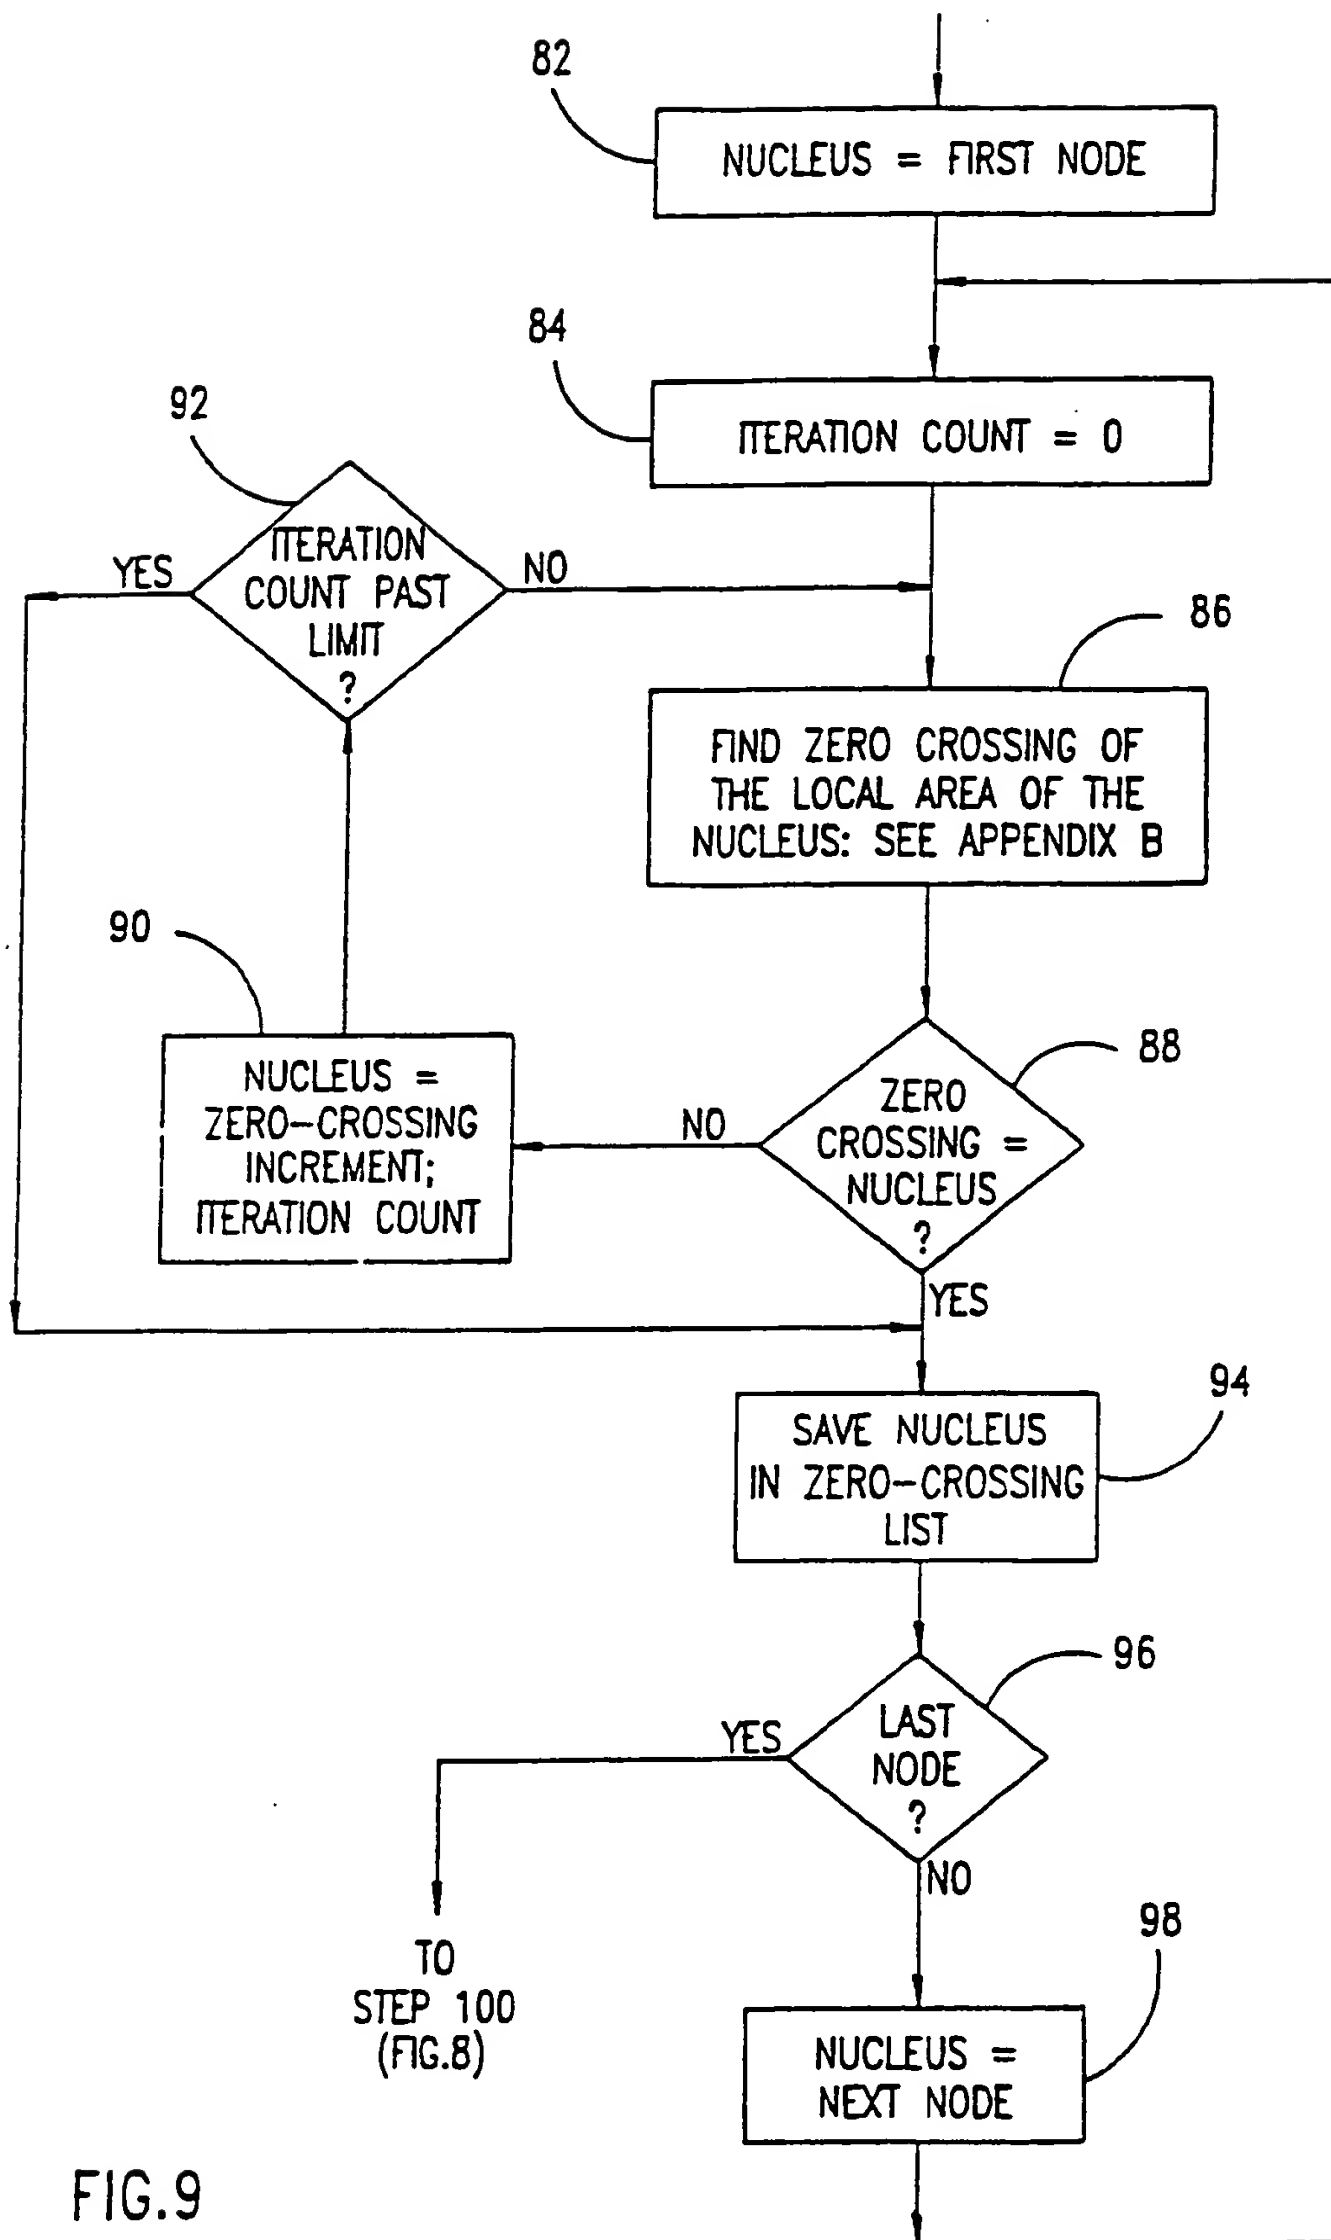 82
NUCLEUS = FIRST NODE
84
ITERATION COUNT = 0
92
ITERATION
COUNT PAST
LIMIT
?
YES
NO
86
FIND ZERO CROSSING OF
THE LOCAL AREA OF THE
NUCLEUS: SEE APPENDIX B
90
NUCLEUS =
ZERO-CROSSING
INCREMENT;
ITERATION COUNT
88
ZERO
CROSSING =
NUCLEUS
?
NO
YES
94
SAVE NUCLEUS
IN ZERO-CROSSING
LIST
96
LAST
NODE
?
YES
NO
TO
STEP 100
(FIG.8)
98
NUCLEUS =
NEXT NODE
FIG.9